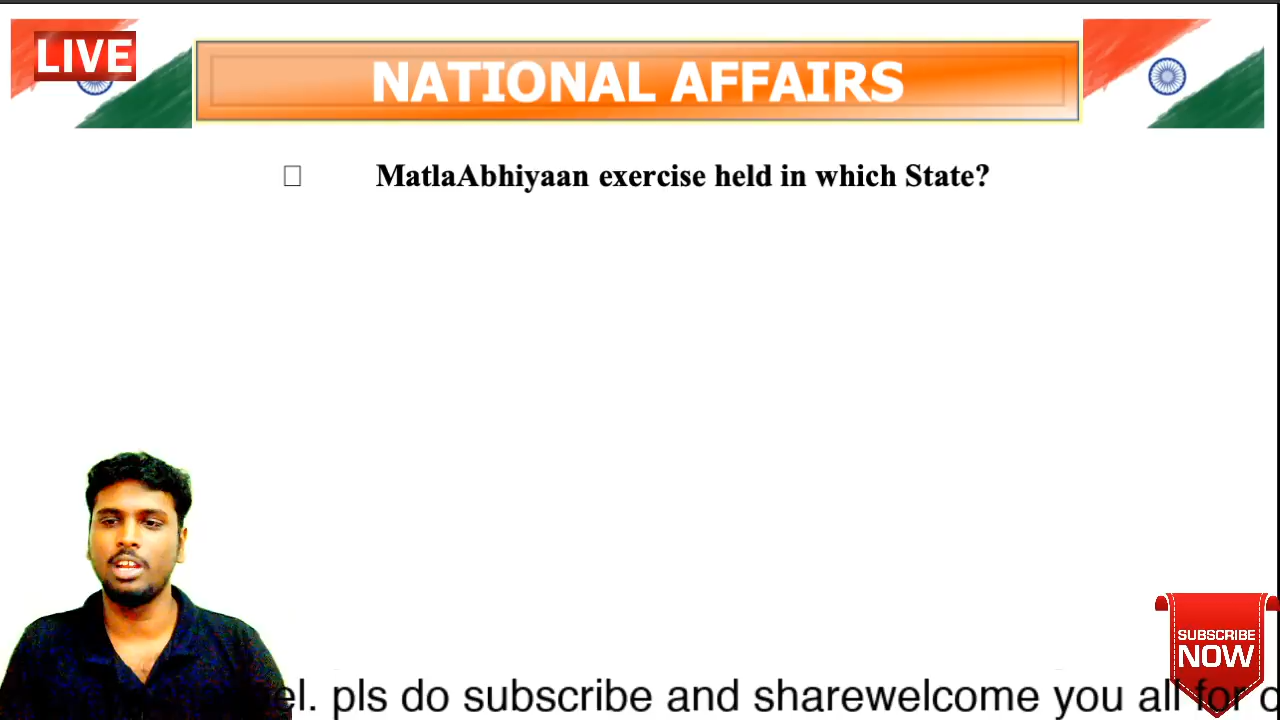 LIVE
NATIONAL AFFAIRS
MatlaAbhiyaan exercise held in which State?
SUBSCRIBE
NOW
el. pls do subscribe and sharewelcome you all for